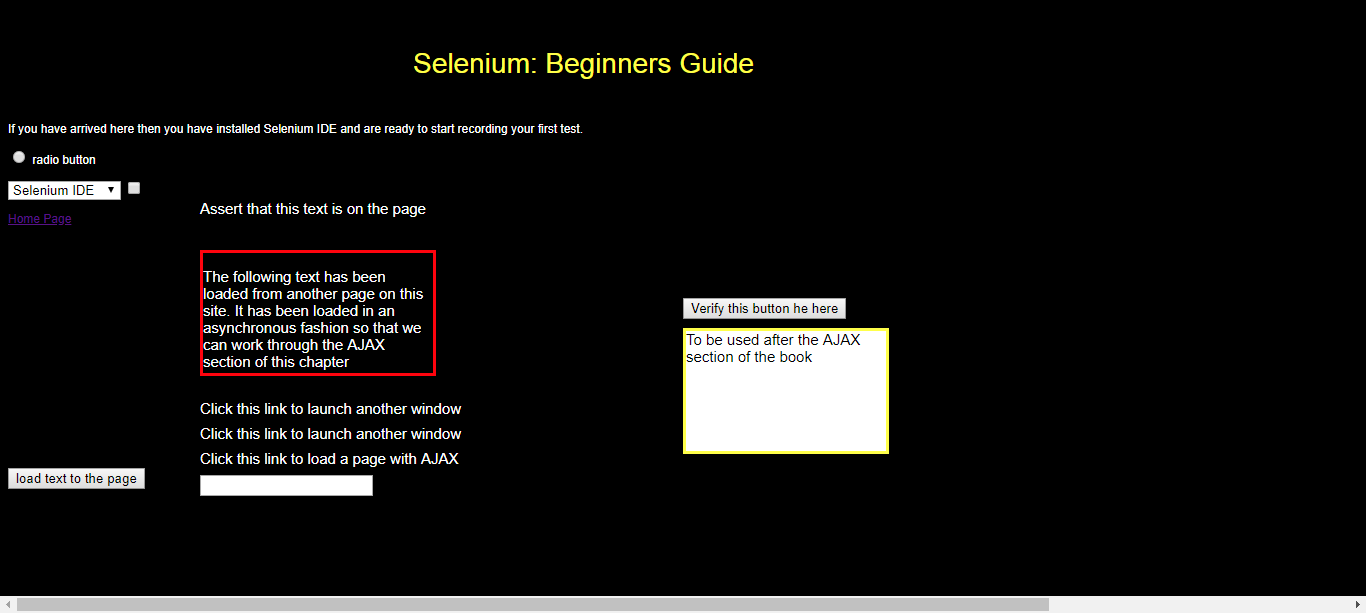 Selenium: Beginners Guide
If you have arrived here then you have installed Selenium IDE and are ready to start recording your first test.
radio button
Selenium IDE
Home Page
Assert that this text is on the page
The following text has been
loaded from another page on this
site. It has been loaded in an
asynchronous fashion so that we
can work through the AJAX
section of this chapter
Verify this button he here
To be used after the AJAX
section of the book
Click this link to launch another window
Click this link to launch another window
Click this link to load a page with AJAX
load text to the page